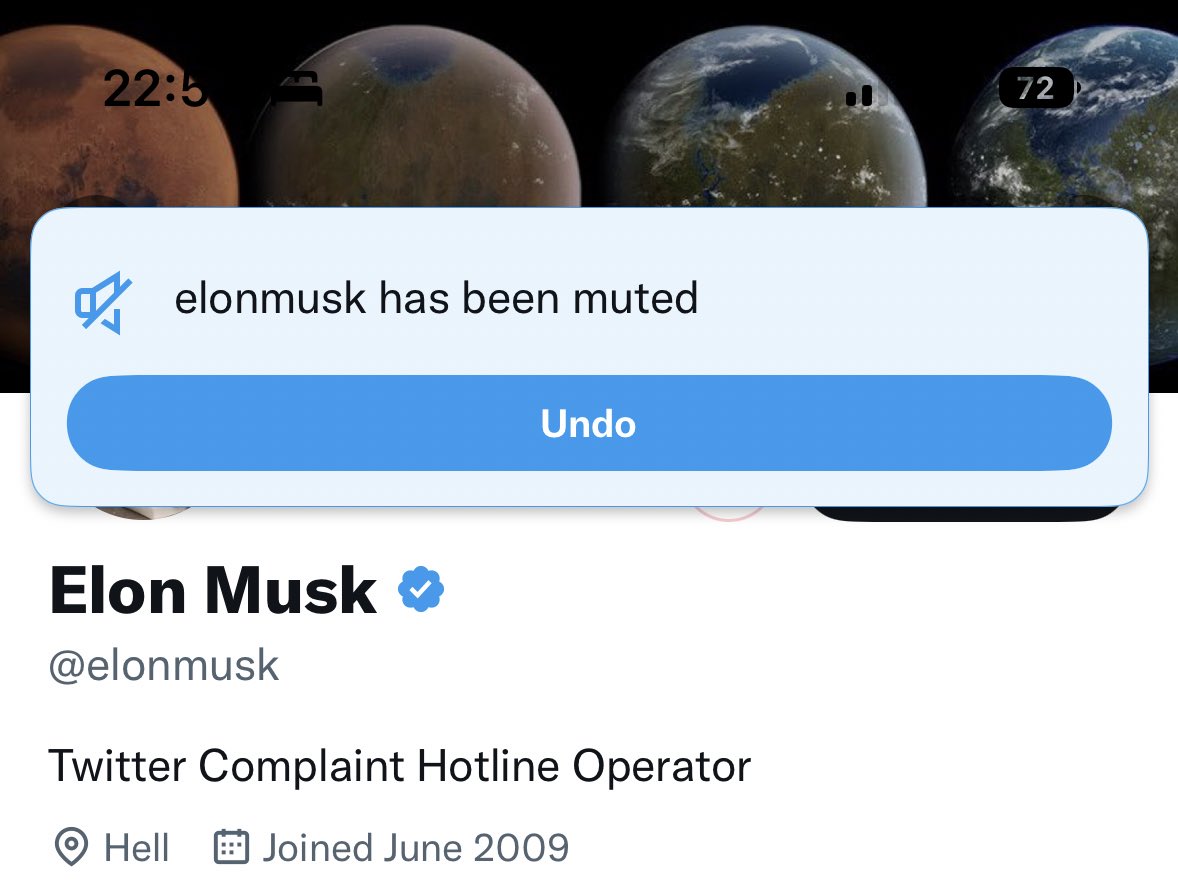 22:5
72
elonmusk has been muted
Undo
Elon Musk
@elonmusk
Twitter Complaint Hotline Operator
Hell Joined June 2009